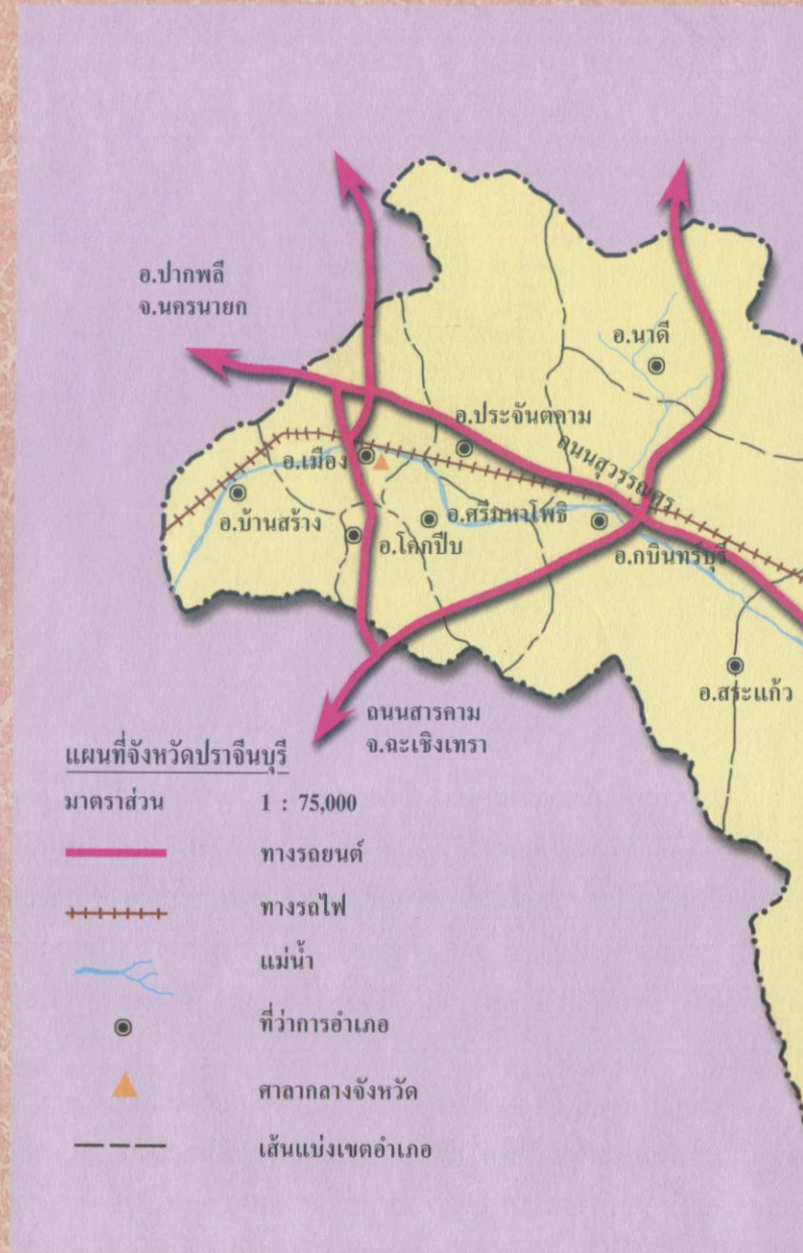 อ.ปากพลี
จ.นครนายก
อ.นาดี
อ.ประจันตคาม
ถนนสุวรรณศร
อ.เมือง
อ.บ้านสร้าง
อ.ศรีมหาโพธิ
อ.โคกปีบ
อ.กบินทร์บุรี
อ.สระแก้ว
ถนนสารคาม
จ.ฉะเชิงเทรา
แผนที่จังหวัดปราจีนบุรี
มาตราส่วน 1 : 75,000
ทางรถยนต์
ทางรถไฟ
แม่น้ำ
ที่ว่าการอำเภอ
ศาลากลางจังหวัด
เส้นแบ่งเขตอำเภอ